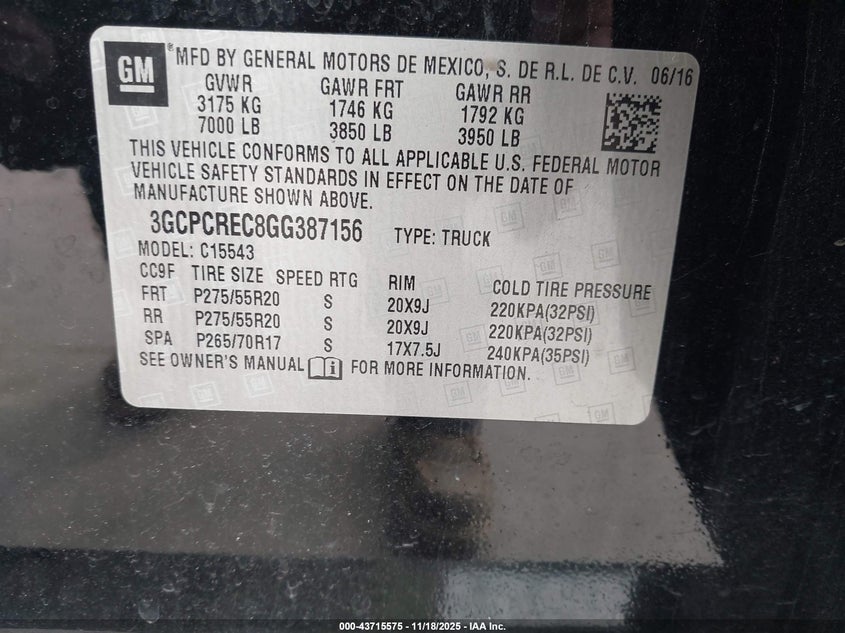 GM
® MFD BY GENERAL MOTORS DE MEXICO, S. DE R.L. DE C.V. 06/16
GVWR GAWR FRT GAWR RR
3175 KG 1746 KG 1792 KG
7000 LB 3850 LB 3950 LB
THIS VEHICLE CONFORMS TO ALL APPLICABLE U.S. FEDERAL MOTOR
VEHICLE SAFETY STANDARDS IN EFFECT ON THE DATE OF
MANUFACTURE SHOWN ABOVE.
3GCPCREC8GG387156 TYPE: TRUCK
MODEL: C15543
CC9F TIRE SIZE SPEED RTG RIM COLD TIRE PRESSURE
FRT P275/55R20 S 20X9J 220KPA(32PSI)
RR P275/55R20 S 20X9J 220KPA(32PSI)
SPA P265/70R17 S 17X7.5J 240KPA(35PSI)
SEE OWNER'S MANUAL i FOR MORE INFORMATION.
000-43715575 - 11/18/2025 - IAA Inc.